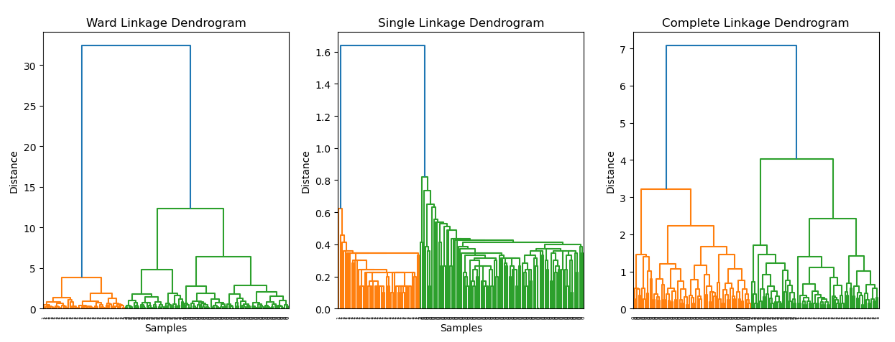 Ward Linkage Dendrogram
Distance
30
25
20
15
10
5
0
Samples
Single Linkage Dendrogram
Distance
1.6
1.4
1.2
1.0
0.8
0.6
0.4
0.2
0.0
Samples
Complete Linkage Dendrogram
Distance
7
6
5
4
3
2
1
0
Samples